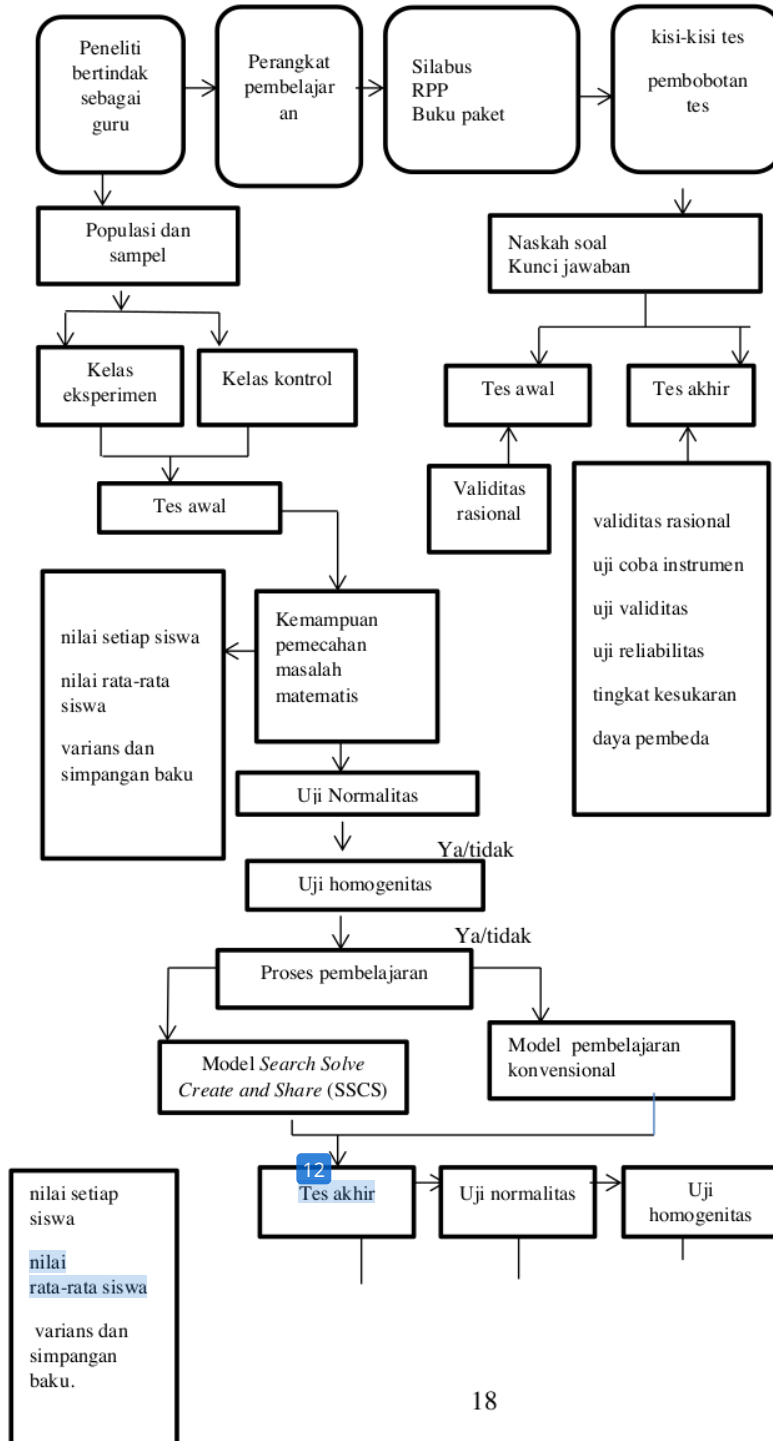 Peneliti
bertindak
sebagai
guru
Perangkat
pembelajar
an
Silabus
RPP
Buku paket
kisi-kisi tes
pembobotan
tes
Populasi dan
sampel
Naskah soal
Kunci jawaban
Kelas
eksperimen
Kelas kontrol
Tes awal
Tes akhir
Tes awal
Validitas
rasional
validitas rasional
uji coba instrumen
uji validitas
uji reliabilitas
tingkat kesukaran
daya pembeda
nilai setiap siswa
nilai rata-rata
siswa
varians dan
simpangan baku
Kemampuan
pemecahan
masalah
matematis
Uji Normalitas
Ya/tidak
Uji homogenitas
Ya/tidak
Proses pembelajaran
Model Search Solve
Create and Share (SSCS)
Model pembelajaran
konvensional
12
Tes akhir
Uji normalitas
Uji
homogenitas
nilai setiap
siswa
nilai
rata-rata siswa
varians dan
simpangan
baku.
18